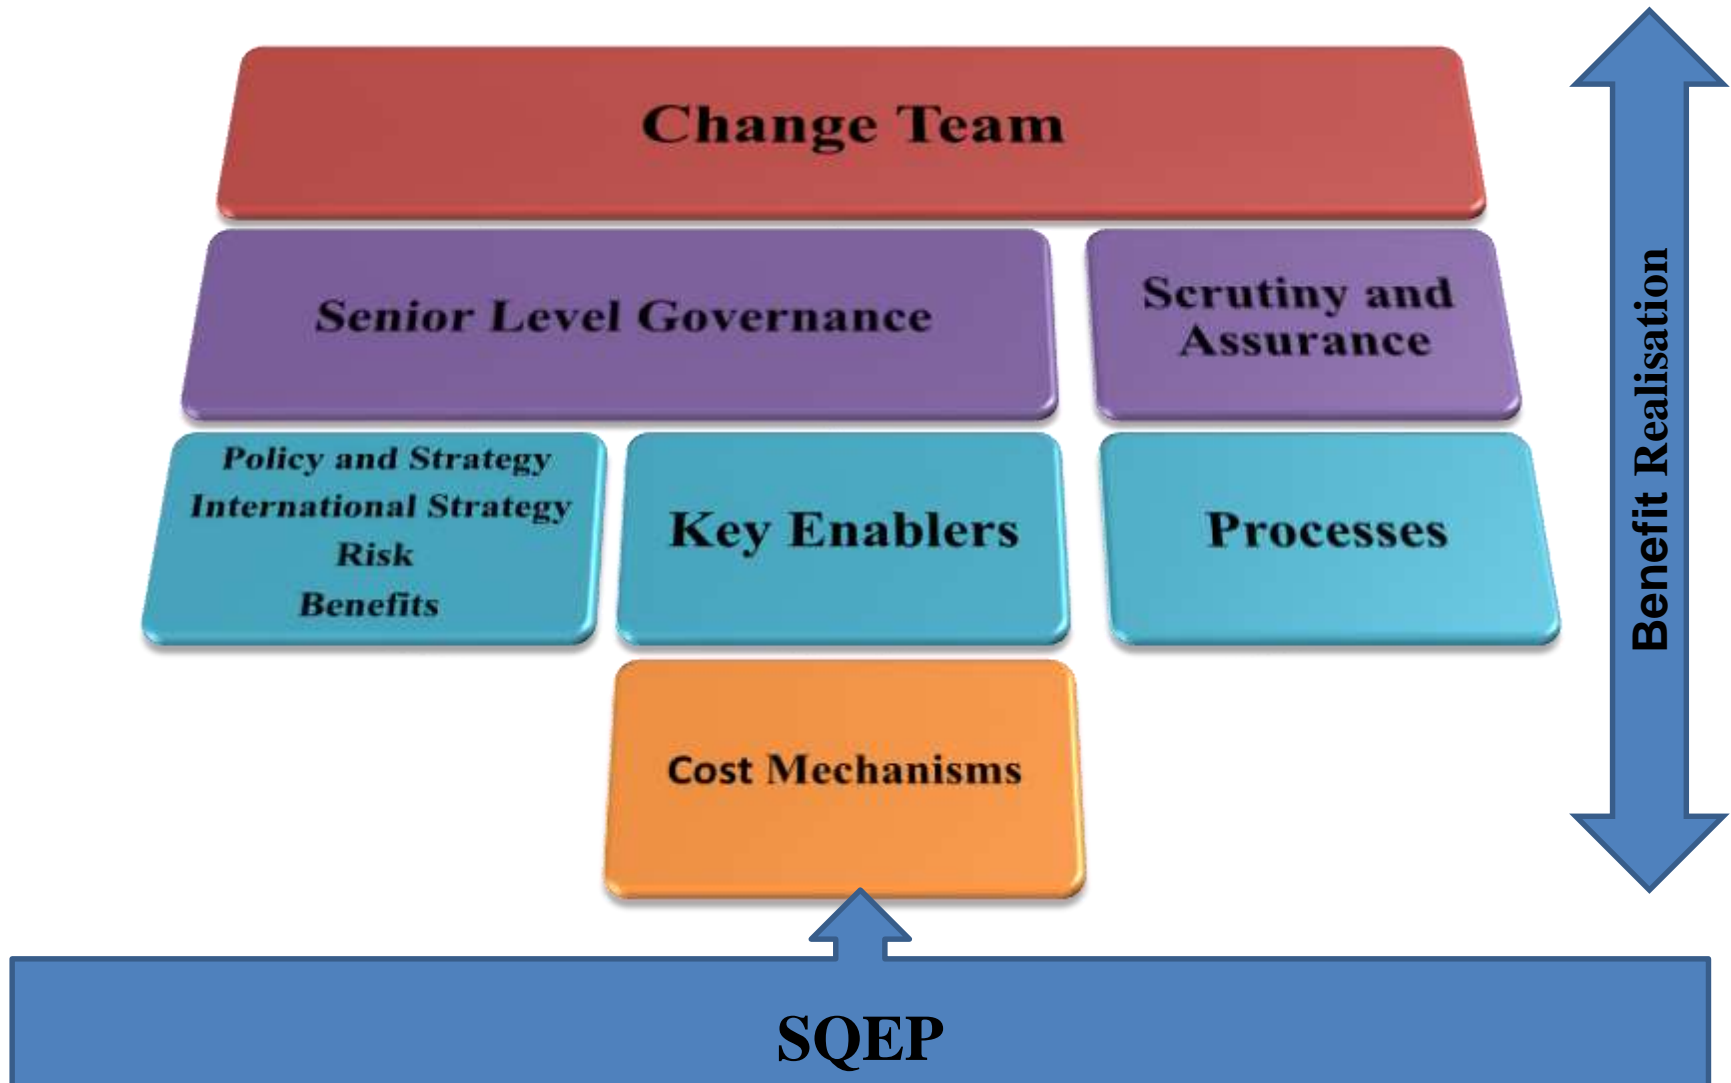 Change Team
Senior Level Governance
Scrutiny and
Assurance
Policy and Strategy
International Strategy
Risk
Benefits
Key Enablers
Processes
Cost Mechanisms
Benefit Realisation
SQEP